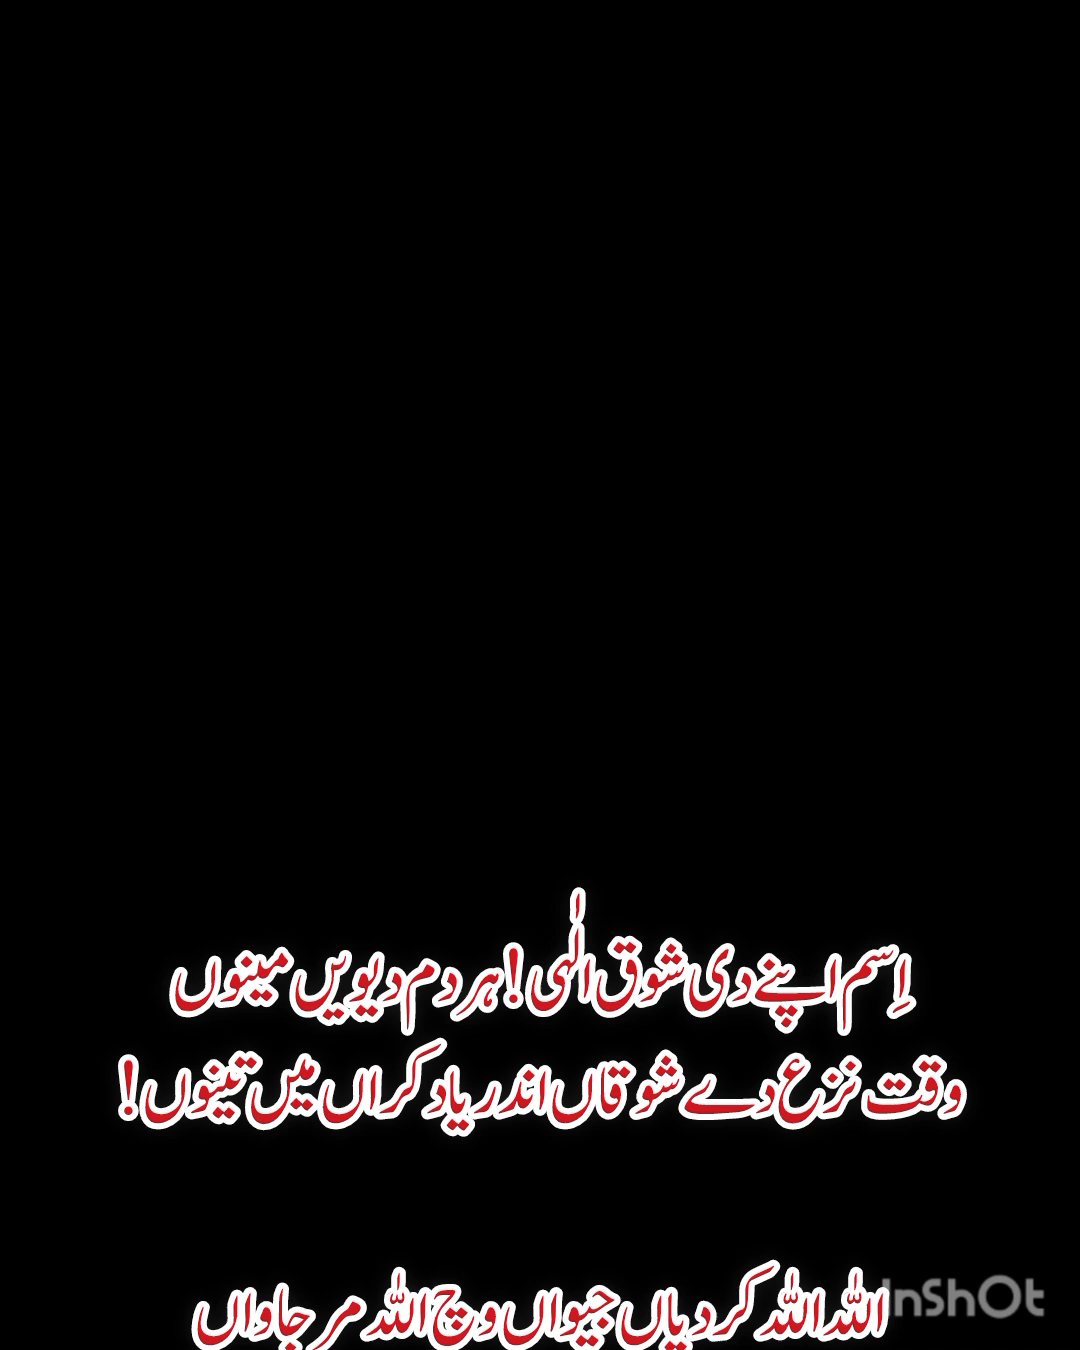 اِسم اپنے دی شوق الٰہی ! ہر دم دیویں مینوں
وقت نزع دے شوقاں اندر یاد کراں میں تینوں !
اللہ اللہ کردیاں جیواں وچ اللہ مر جاواں
InShOt